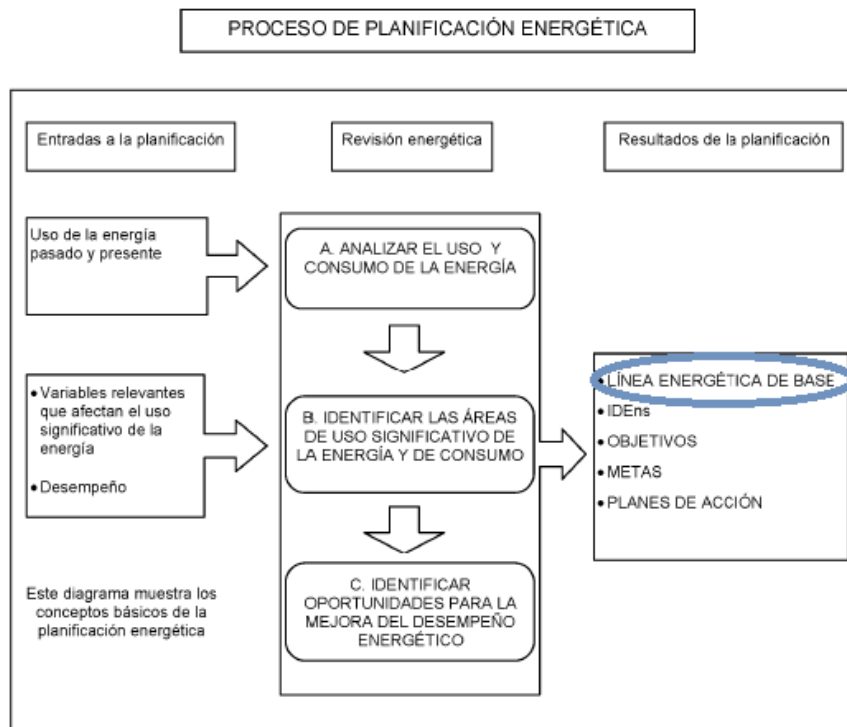 PROCESO DE PLANIFICACIÓN ENERGÉTICA
Entradas a la planificación
Revisión energética
Resultados de la planificación
Uso de la energía
pasado y presente
A. ANALIZAR EL USO Y
CONSUMO DE LA ENERGÍA
• Variables relevantes
que afectan el uso
significativo de la
energía
• Desempeño
B. IDENTIFICAR LAS ÁREAS
DE USO SIGNIFICATIVO DE
LA ENERGÍA Y DE CONSUMO
• LÍNEA ENERGÉTICA DE BASE
• IDEns
• OBJETIVOS
• METAS
• PLANES DE ACCIÓN
Este diagrama muestra los
conceptos básicos de la
planificación energética
C. IDENTIFICAR
OPORTUNIDADES PARA LA
MEJORA DEL DESEMPEÑO
ENERGÉTICO